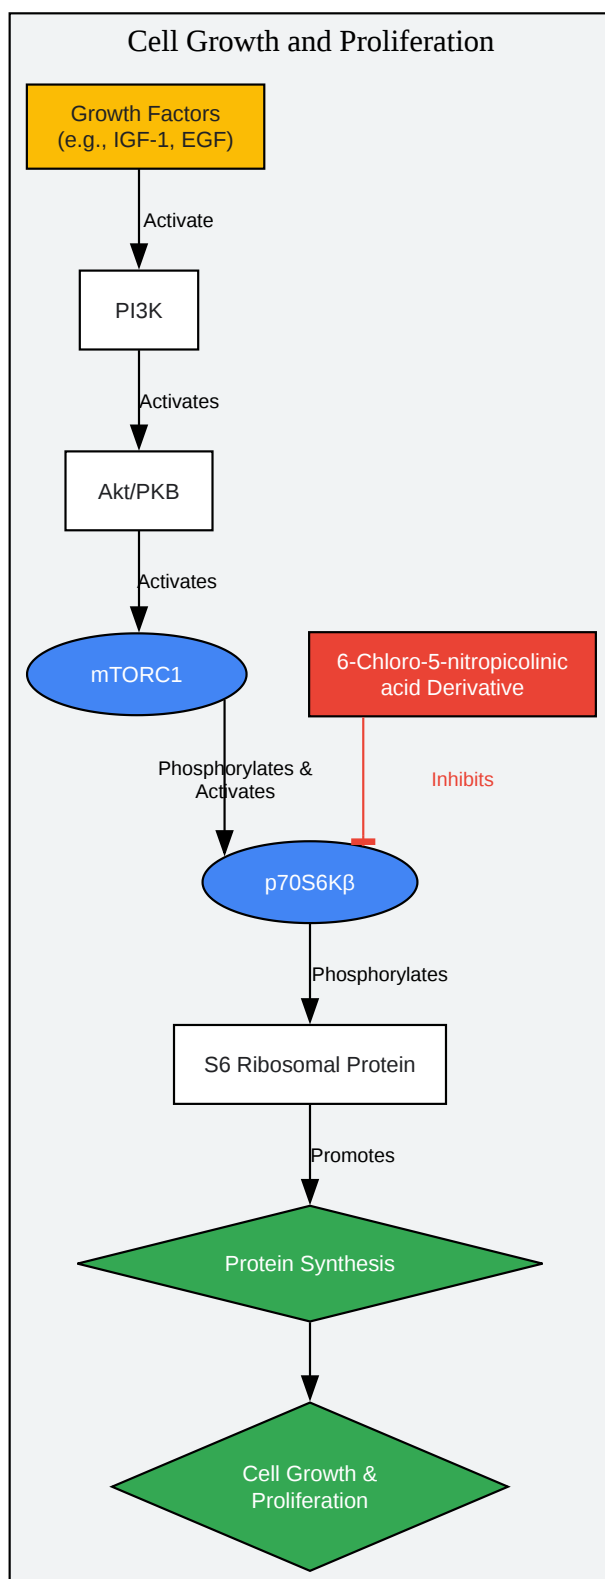 Cell Growth and Proliferation
Growth Factors
(e.g., IGF-1, EGF)
Activate
PI3K
Activates
Akt/PKB
Activates
mTORC1
6-Chloro-5-nitropicolinic
acid Derivative
Phosphorylates &
Activates
Inhibits
p70S6Kβ
Phosphorylates
S6 Ribosomal Protein
Promotes
Protein Synthesis
Cell Growth &
Proliferation